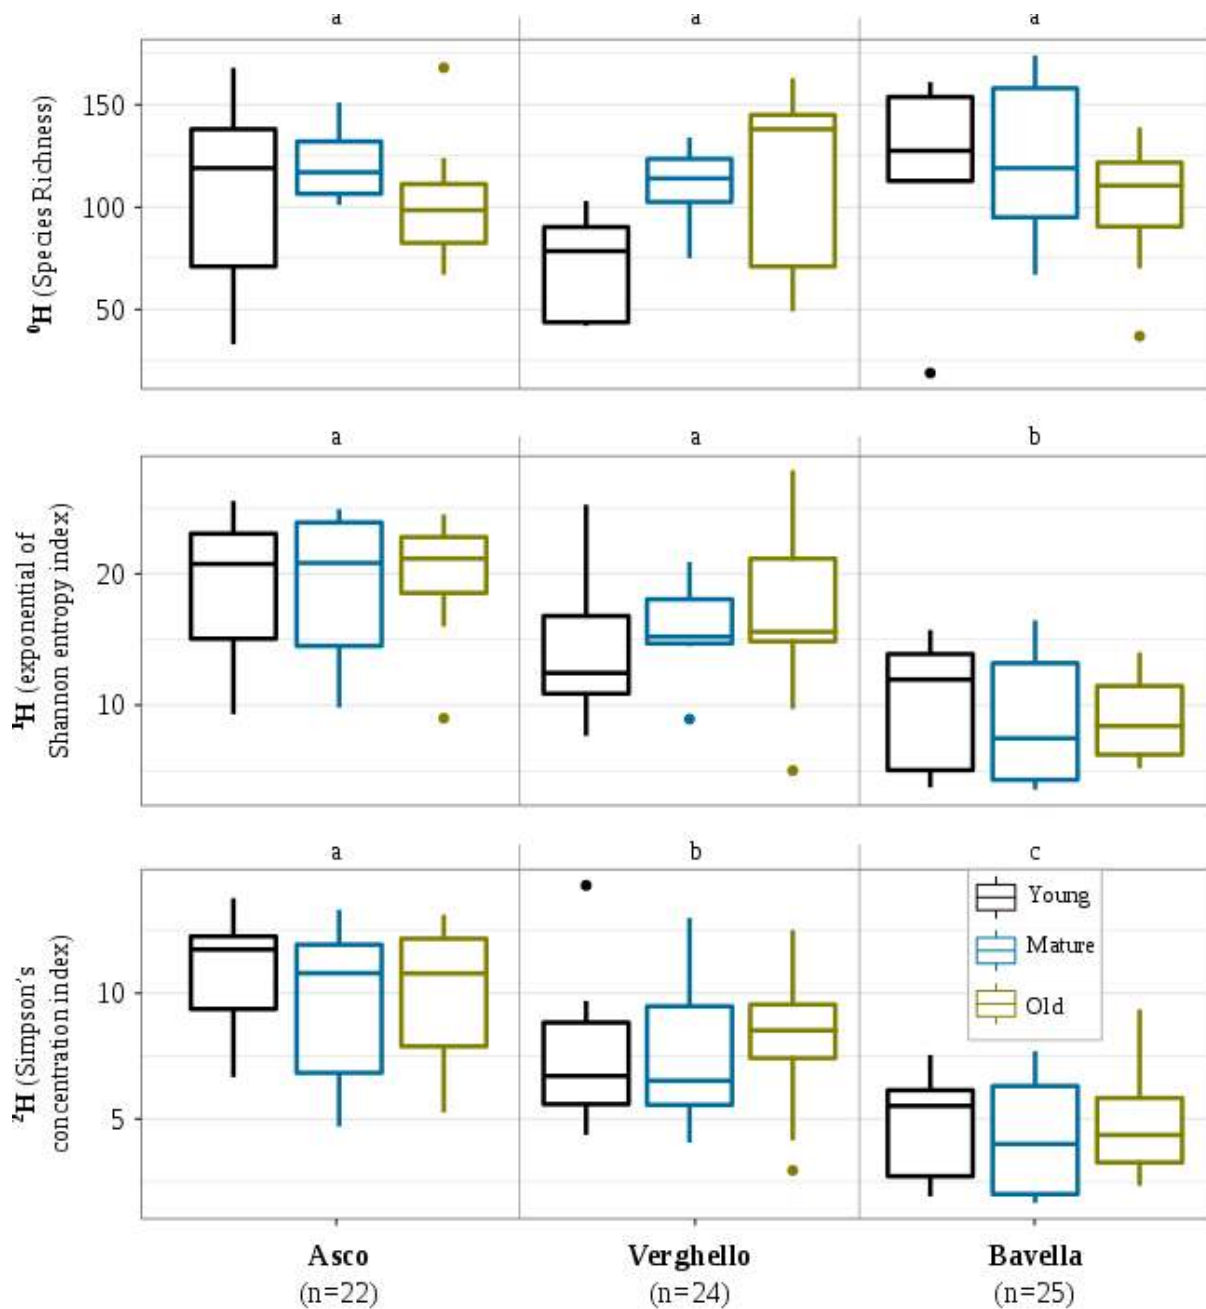 a a a
150
100
50
⁰H (Species Richness)
a a b
20
10
¹H (exponential of
Shannon entropy index)
a b c
10
5
²H (Simpson's
concentration index)
Young
Mature
Old
Asco Verghello Bavella
(n=22) (n=24) (n=25)